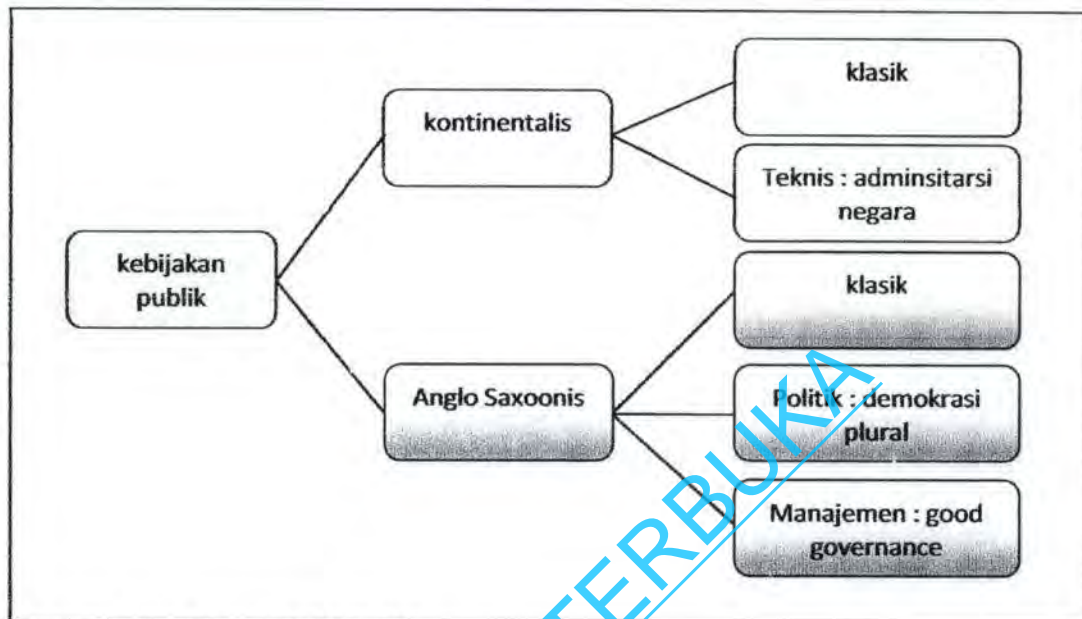 kebijakan
publik
kontinentalis
klasik
Teknis : adminsitarsi
negara
Anglo Saxoonis
klasik
Politik : demokrasi
plural
Manajemen : good
governance
TERBUKA